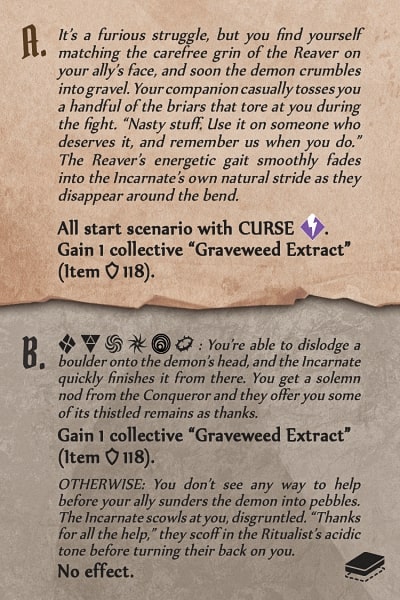 A.
It's a furious struggle, but you find yourself
matching the carefree grin of the Reaver on
your ally's face, and soon the demon crumbles
into gravel. Your companion casually tosses you
a handful of the briars that tore at you during
the fight. “Nasty stuff. Use it on someone who
deserves it, and remember us when you do.”
The Reaver's energetic gait smoothly fades
into the Incarnate's own natural stride as they
disappear around the bend.
All start scenario with CURSE .
Gain 1 collective “Graveweed Extract”
(Item 118).
B.
: You're able to dislodge a
boulder onto the demon's head, and the Incarnate
quickly finishes it from there. You get a solemn
nod from the Conqueror and they offer you some
of its thistled remains as thanks.
Gain 1 collective “Graveweed Extract”
(Item 118).
OTHERWISE: You don't see any way to help
before your ally sunders the demon into pebbles.
The Incarnate scowls at you, disgruntled. “Thanks
for all the help,” they scoff in the Ritualist's acidic
tone before turning their back on you.
No effect.